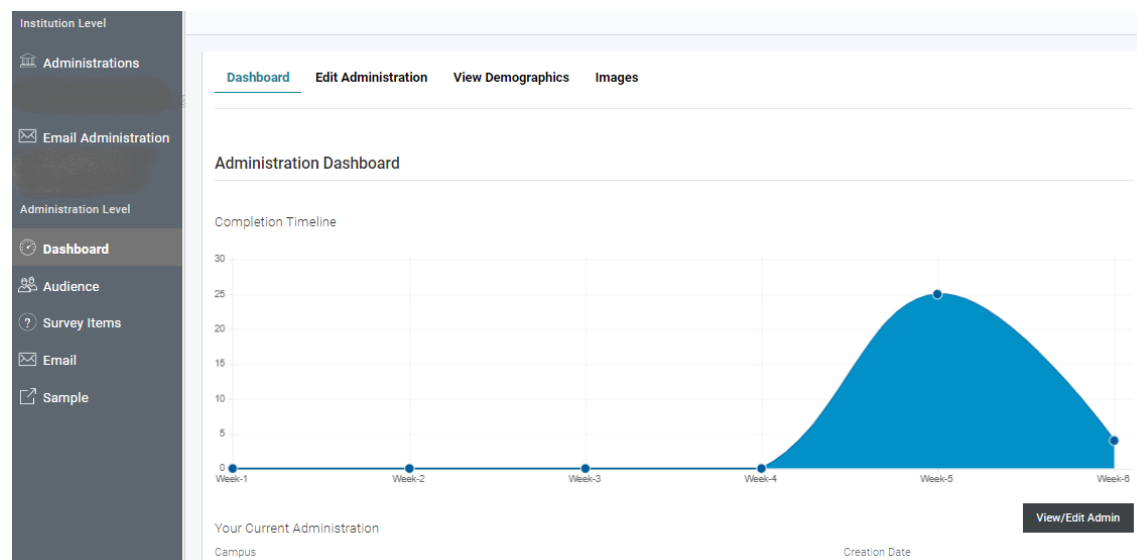 Institution Level
Administrations
Email Administration
Administration Level
Dashboard
Audience
Survey Items
Email
Sample
Dashboard Edit Administration View Demographics Images
Administration Dashboard
Completion Timeline
30
25
20
15
10
5
0
Week-1 Week-2 Week-3 Week-4 Week-5 Week-6
View/Edit Admin
Your Current Administration
Campus Creation Date